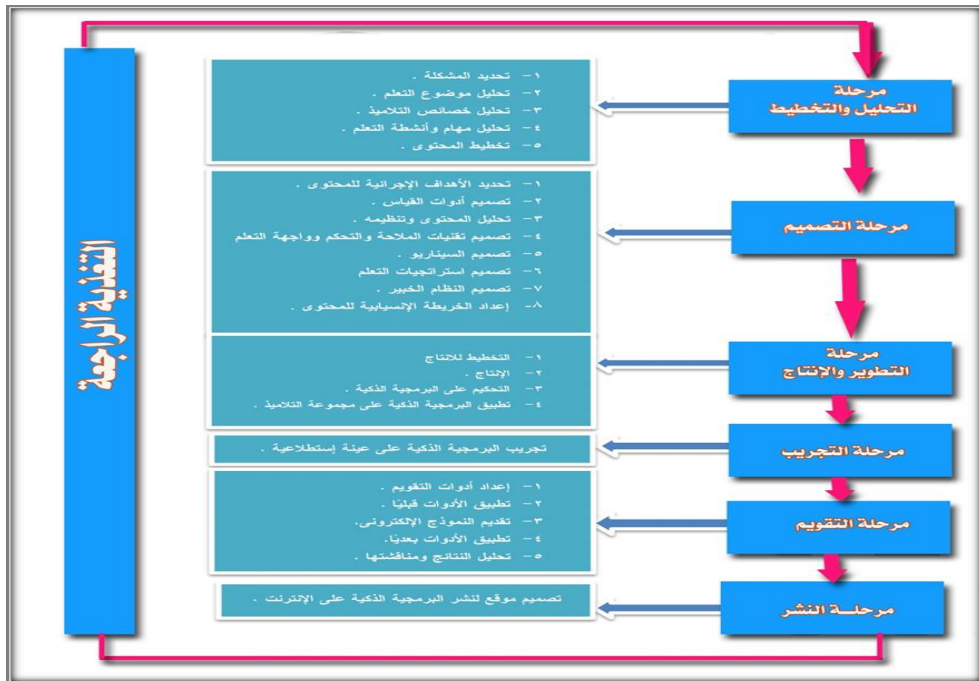 مرحلة
التحليل والتخطيط
١- تحديد المشكلة .
٢- تحليل موضوع التعلم .
٣- تحليل خصائص التلاميذ .
٤- تحليل مهام وأنشطة التعلم .
٥- تخطيط المحتوى .
مرحلة التصميم
١- تحديد الأهداف الإجرائية للمحتوى .
٢- تصميم أدوات القياس .
٣- تحليل المحتوى وتنظيمه .
٤- تصميم تقنيات الملاحة والتحكم وواجهة التعلم
٥- تصميم السيناريو .
٦- تصميم استراتجيات التعلم
٧- تصميم النظام الخبير .
٨- إعداد الخريطة الإنسيابية للمحتوى .
مرحلة
التطوير والإنتاج
١- التخطيط للانتاج
٢- الإنتاج .
٣- التحكيم على البرمجية الذكية .
٤- تطبيق البرمجية الذكية على مجموعة التلاميذ .
مرحلة التجريب
تجريب البرمجية الذكية على عينة إستطلاعية .
مرحلة التقويم
١- إعداد أدوات التقويم .
٢- تطبيق الأدوات قبليًا .
٣- تقديم النموذج الإلكترونى.
٤- تطبيق الأدوات بعديًا.
٥- تحليل النتائج ومناقشتها .
مرحلــة النشر
تصميم موقع لنشر البرمجية الذكية على الإنترنت .
التغذية الراجعة